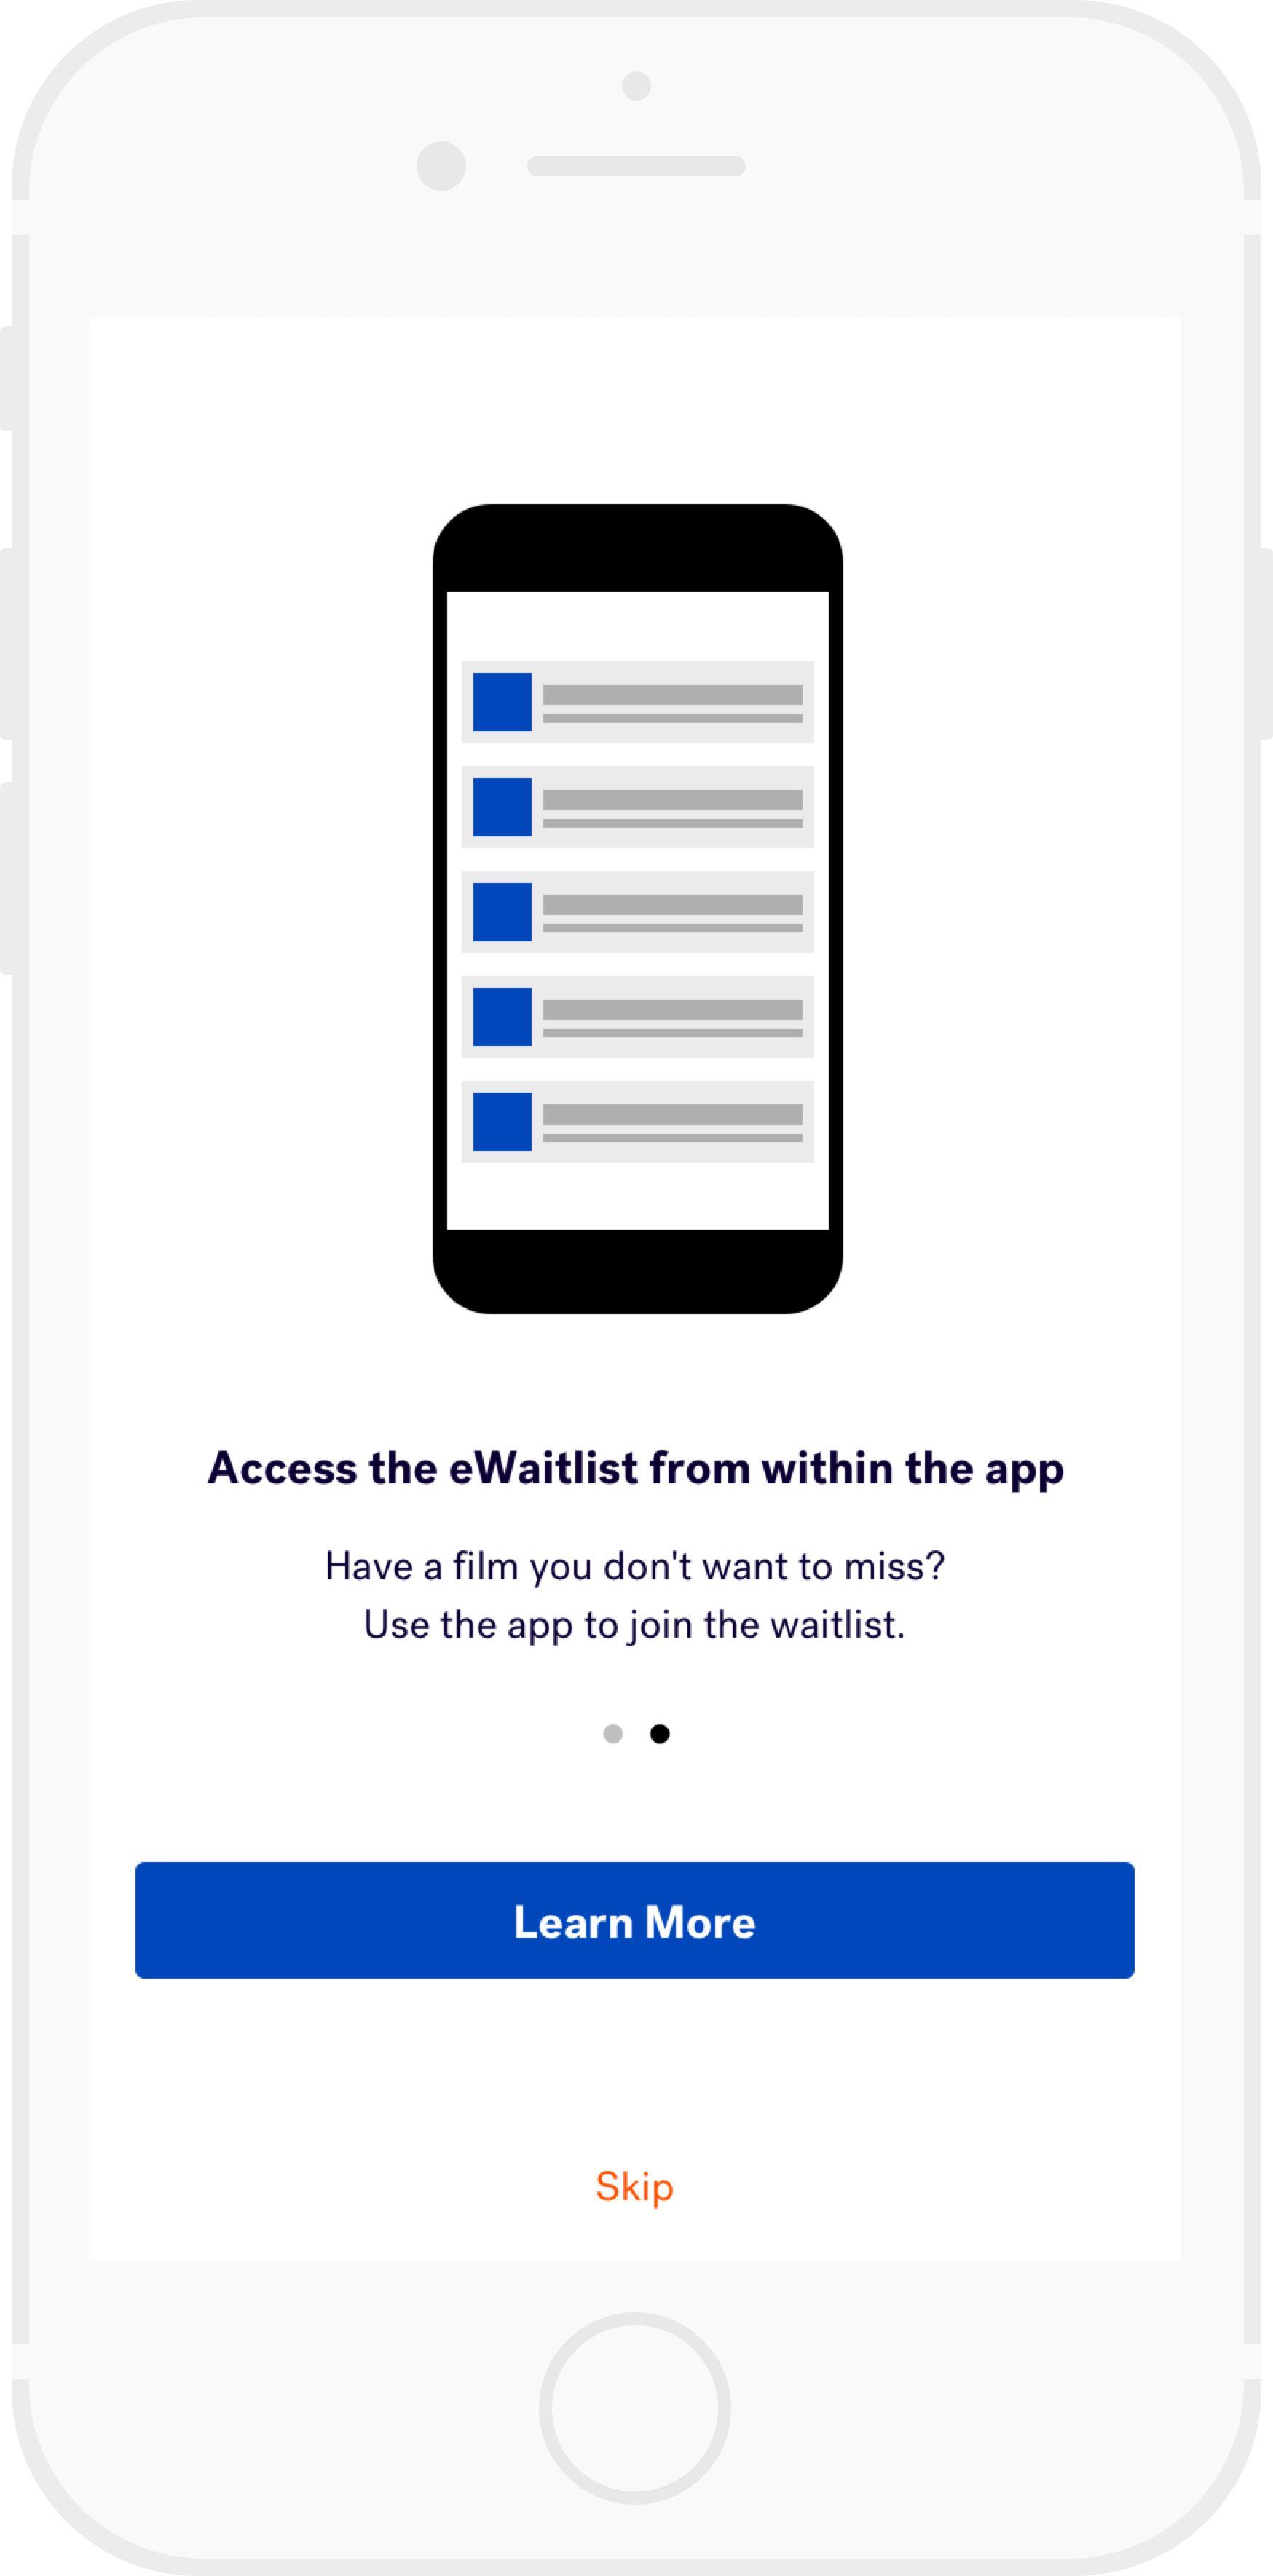 Access the eWaitlist from within the app
Have a film you don't want to miss?
Use the app to join the waitlist.
Learn More
Skip